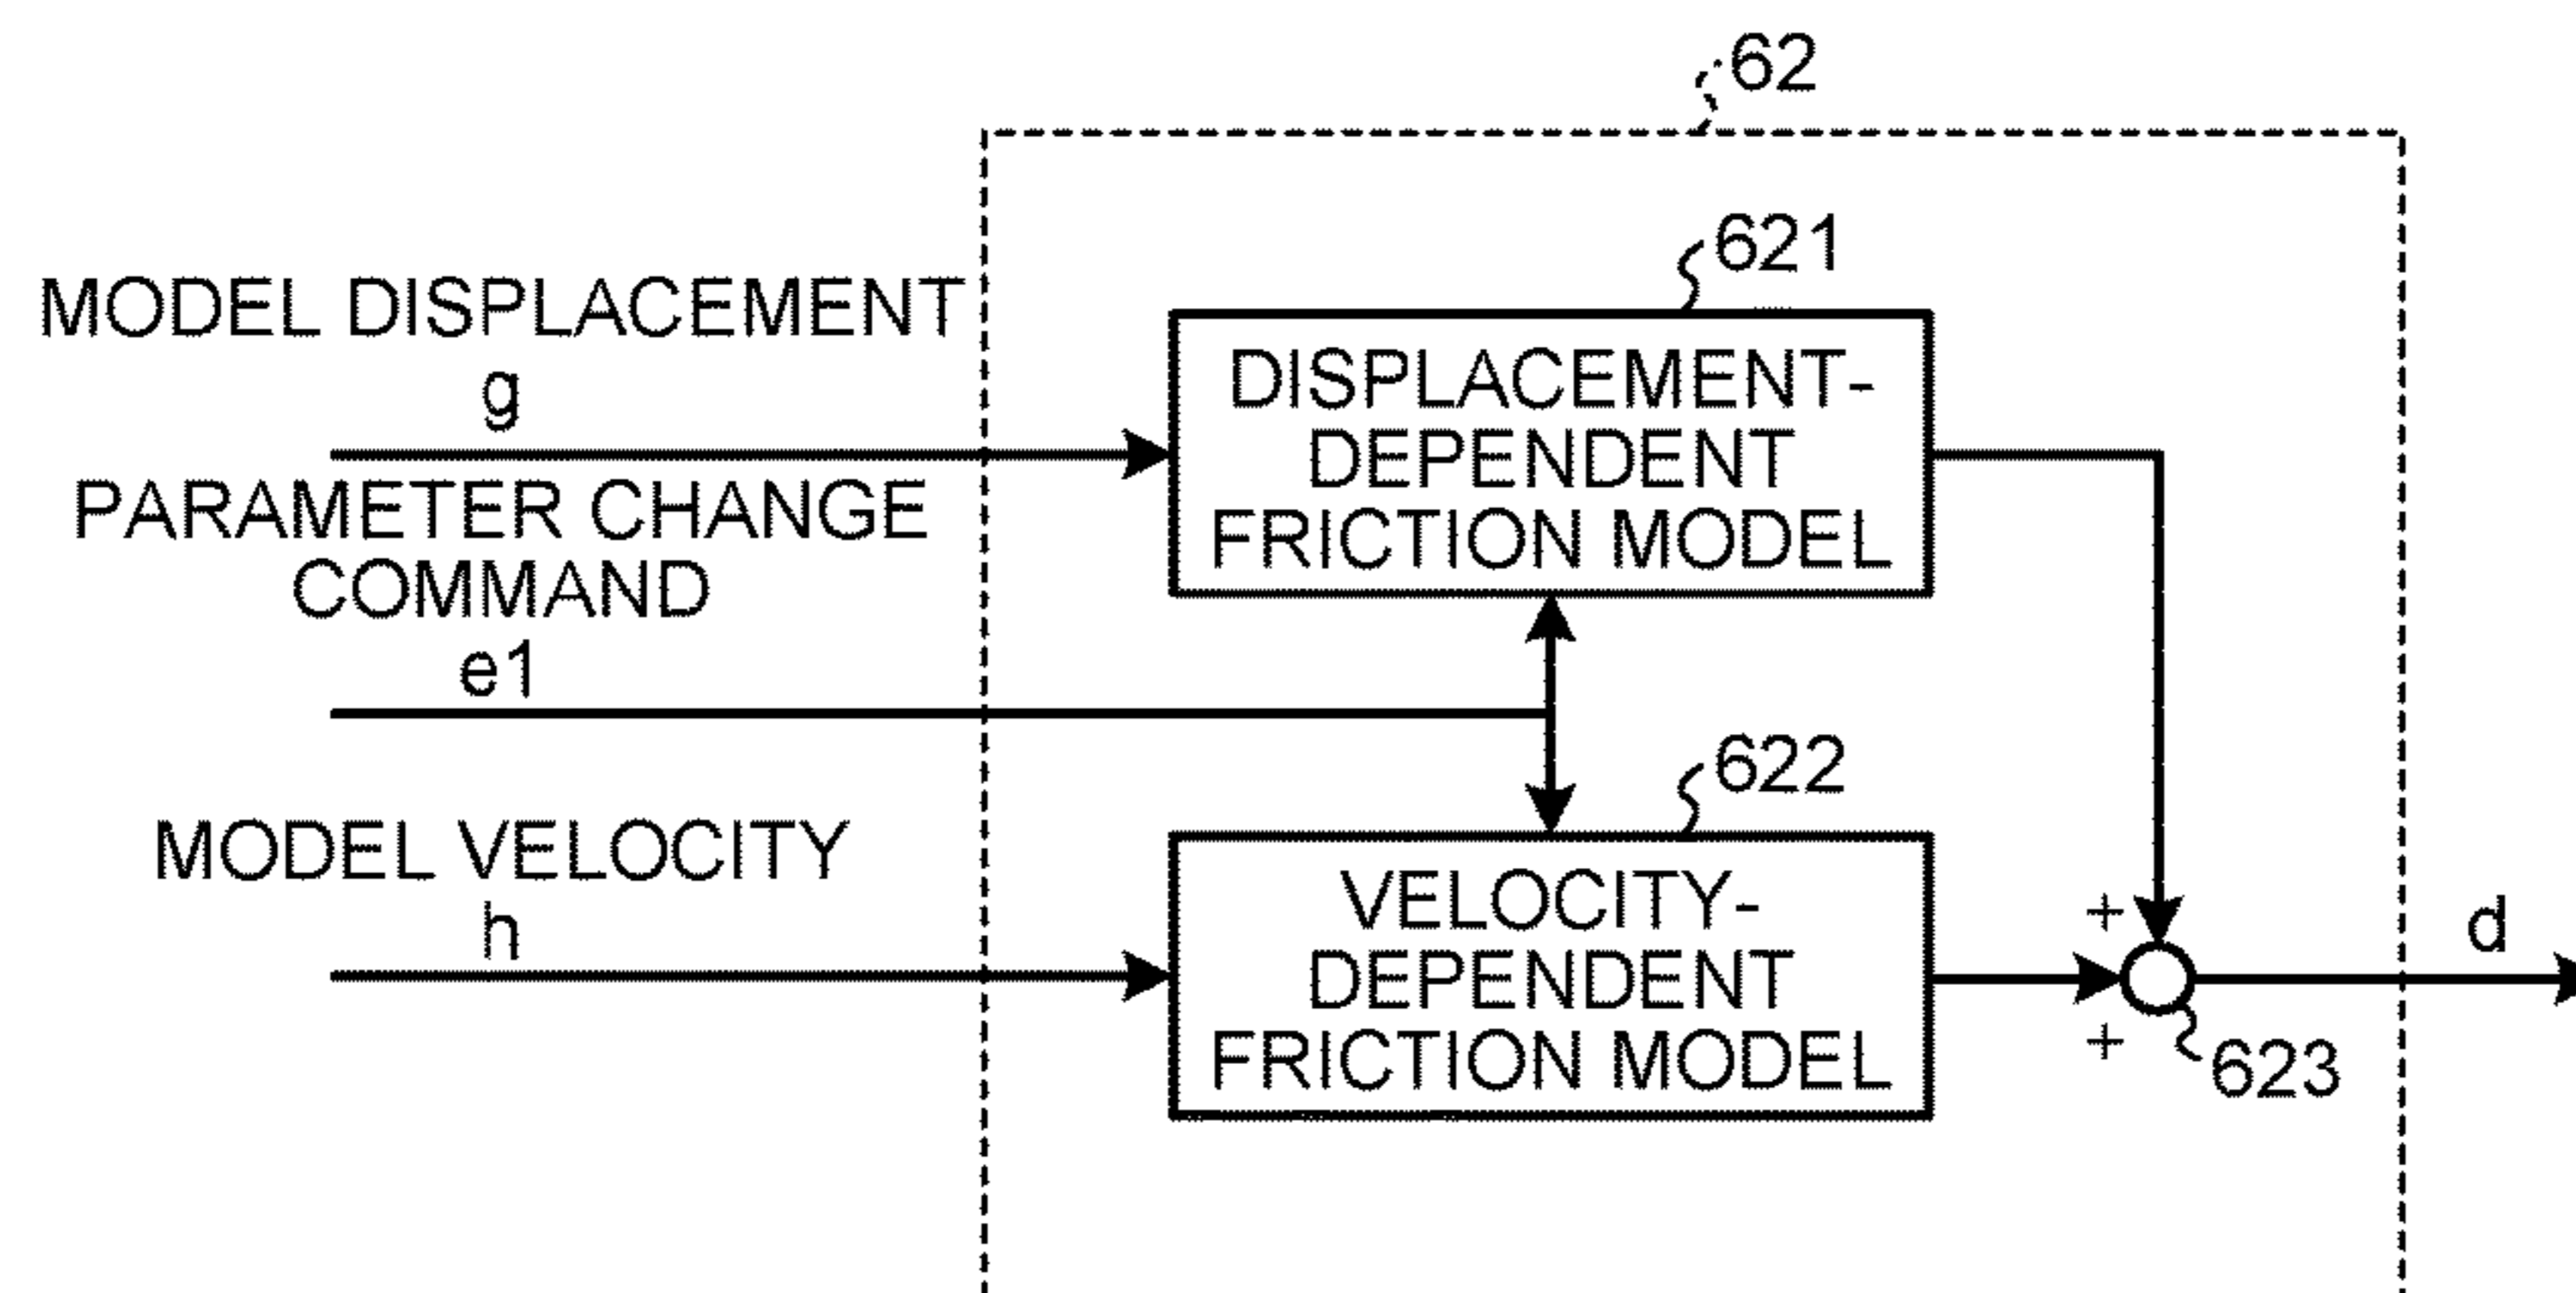 62
621
MODEL DISPLACEMENT
g
DISPLACEMENT-
DEPENDENT
FRICTION MODEL
PARAMETER CHANGE
COMMAND
e1
622
MODEL VELOCITY
h
VELOCITY-
DEPENDENT
FRICTION MODEL
+
+
d
623